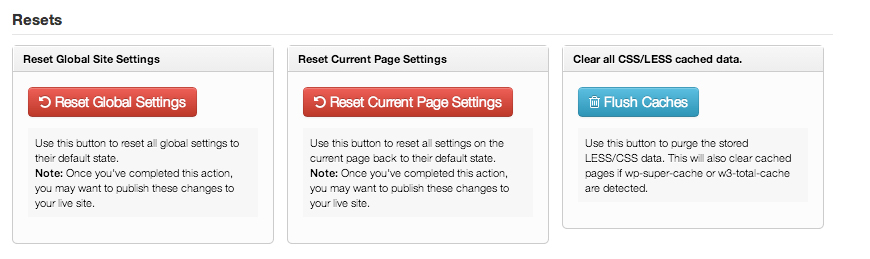 Resets
Reset Global Site Settings
Reset Global Settings
Use this button to reset all global settings to
their default state.
Note: Once you've completed this action,
you may want to publish these changes to
your live site.
Reset Current Page Settings
Reset Current Page Settings
Use this button to reset all settings on the
current page back to their default state.
Note: Once you've completed this action,
you may want to publish these changes to
your live site.
Clear all CSS/LESS cached data.
Flush Caches
Use this button to purge the stored
LESS/CSS data. This will also clear cached
pages if wp-super-cache or w3-total-cache
are detected.